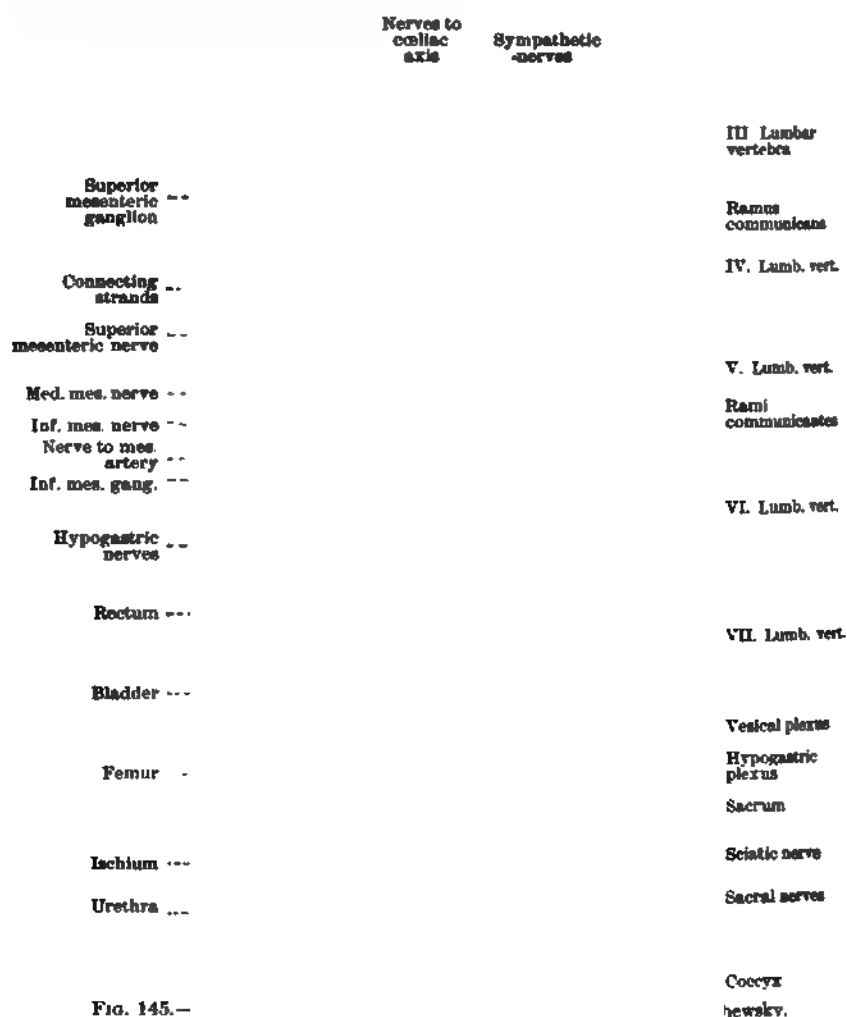 Nerves to
cœliac
axis
Sympathetic
-nerves
III Lumbar
vertebra
Superior
mesenteric
ganglion
Ramus
communicans
IV. Lumb. vert.
Connecting
strands
Superior
mesenteric nerve
V. Lumb. vert.
Med. mes. nerve
Rami
communicantes
Inf. mes. nerve
Nerve to mes.
artery
Inf. mes. gang.
VI. Lumb. vert.
Hypogastric
nerves
Rectum
VII. Lumb. vert.
Bladder
Vesical plexus
Hypogastric
plexus
Femur
Sacrum
Ischium
Sciatic nerve
Sacral nerves
Urethra
Coccyx
FIG. 145.—
hewsky.